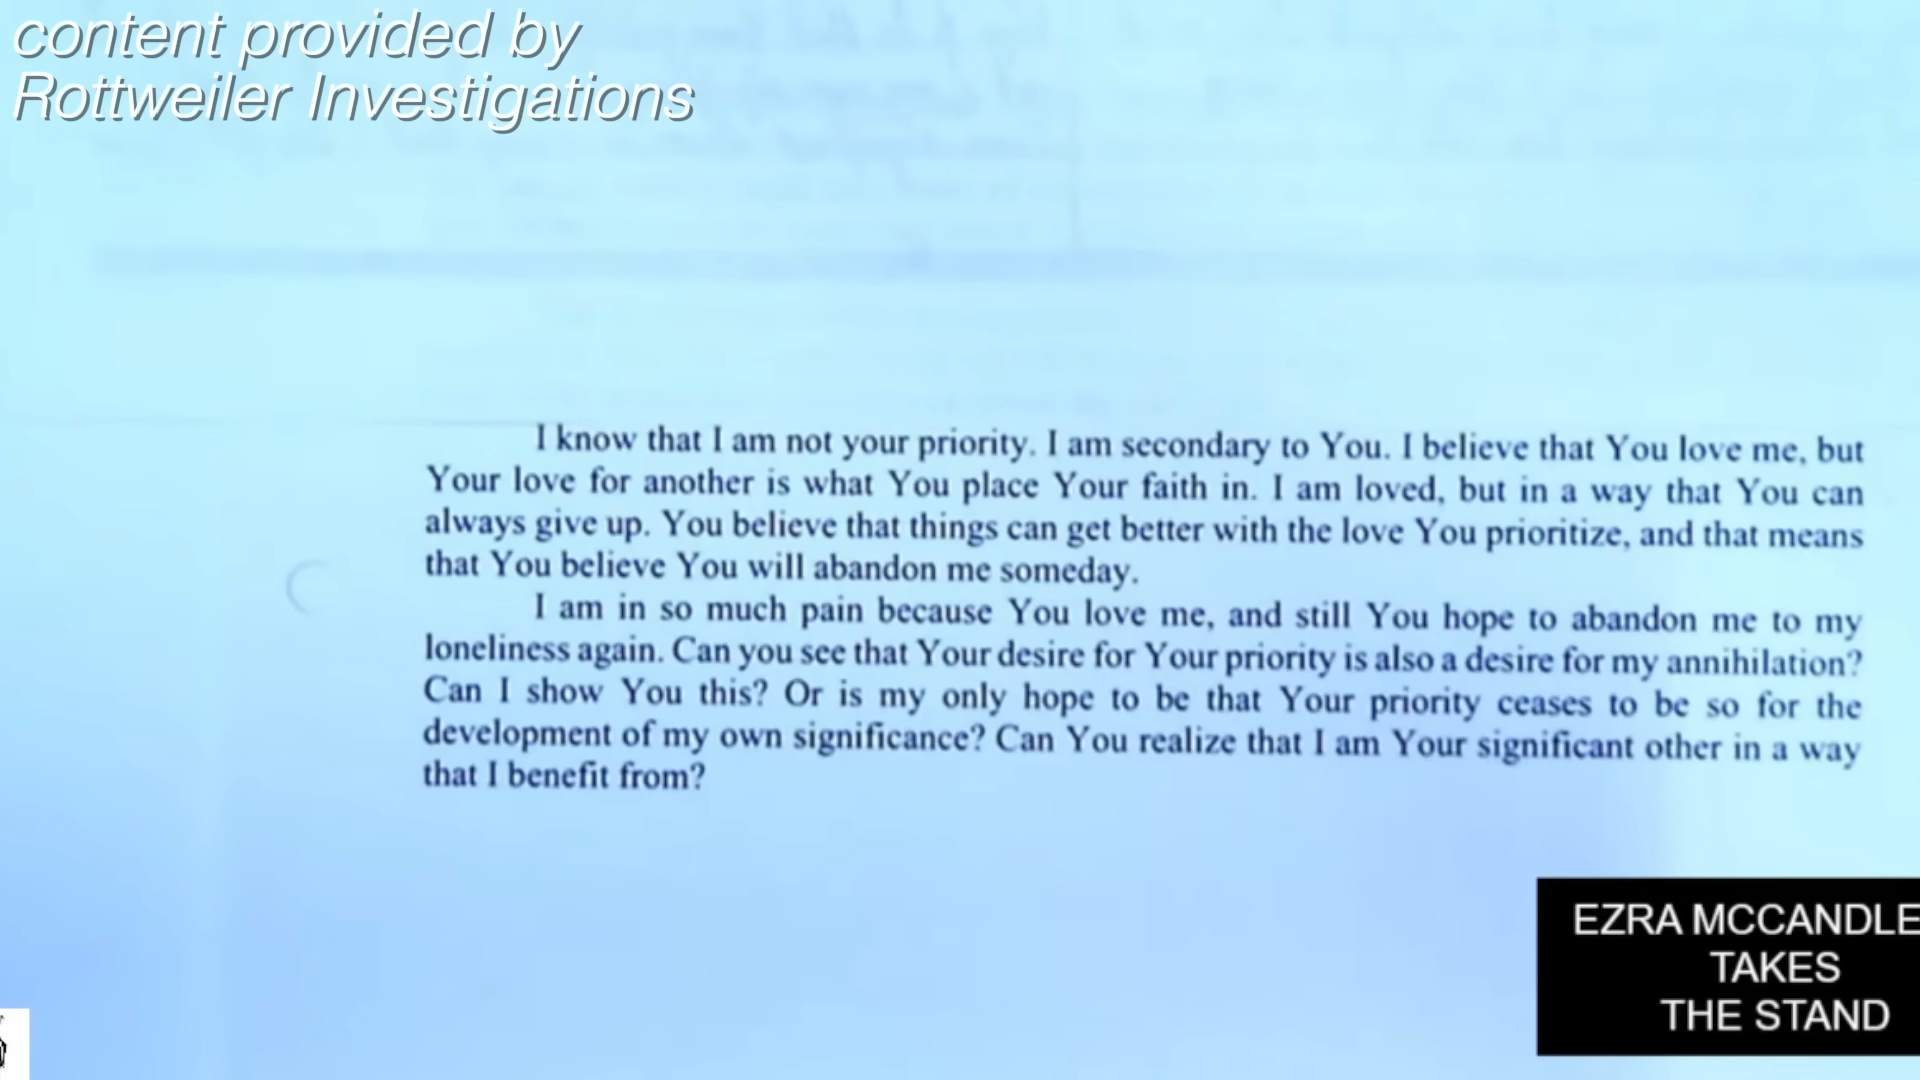 content provided by
Rottweiler Investigations
I know that I am not your priority. I am secondary to You. I believe that You love me, but
Your love for another is what You place Your faith in. I am loved, but in a way that You can
always give up. You believe that things can get better with the love You prioritize, and that means
that You believe You will abandon me someday.
I am in so much pain because You love me, and still You hope to abandon me to my
loneliness again. Can you see that Your desire for Your priority is also a desire for my annihilation?
Can I show You this? Or is my only hope to be that Your priority ceases to be so for the
development of my own significance? Can You realize that I am Your significant other in a way
that I benefit from?
EZRA MCCANDLE
TAKES
THE STAND